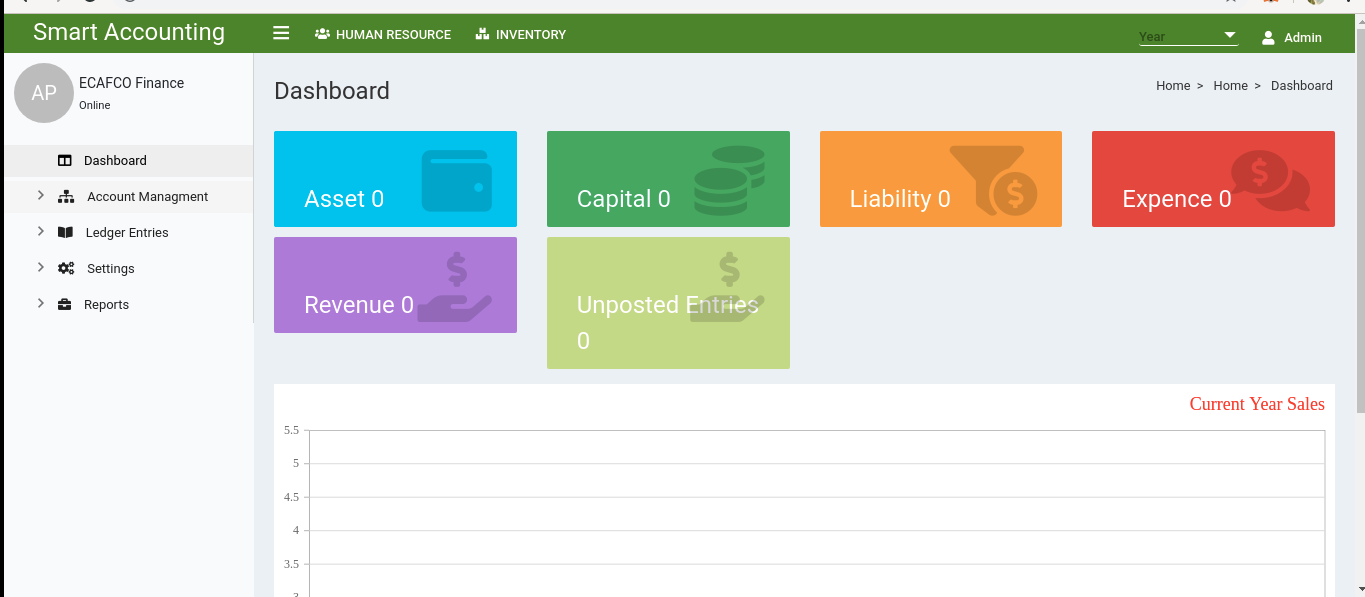 Smart Accounting
HUMAN RESOURCE
INVENTORY
Year
Admin
AP
ECAFCO Finance
Online
Dashboard
Account Managment
Ledger Entries
Settings
Reports
Dashboard
Home > Home > Dashboard
Asset 0
Capital 0
Liability 0
Expence 0
Revenue 0
Unposted Entries
0
Current Year Sales
5.5
5
4.5
4
3.5
3